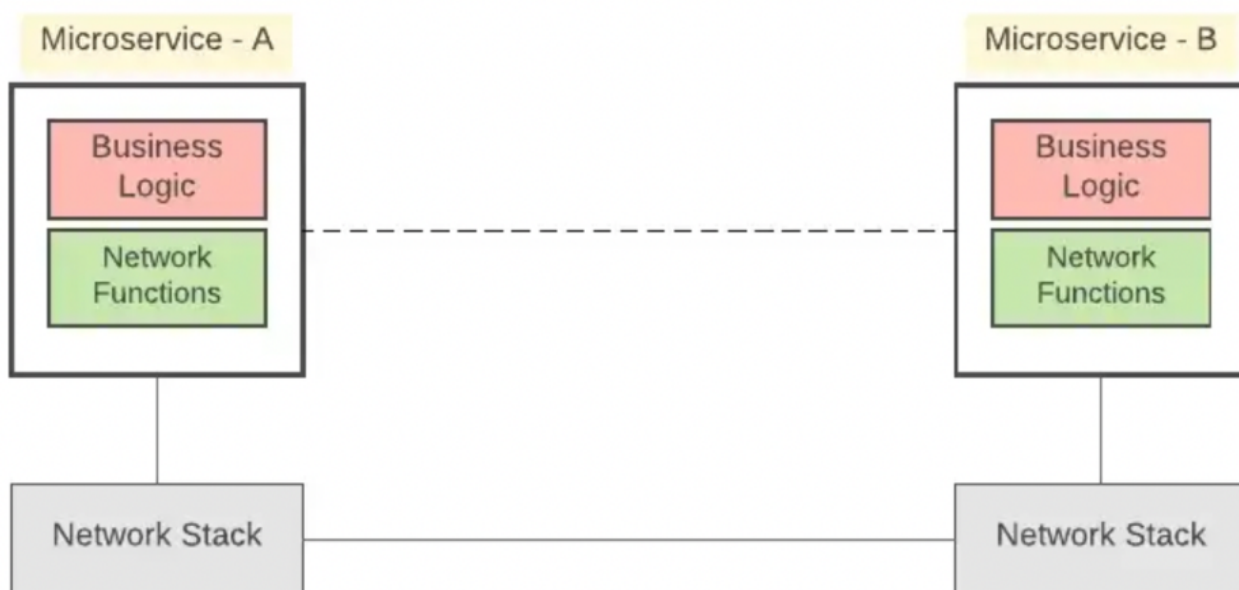 Microservice - A
Microservice - B
Business
Logic
Network
Functions
Business
Logic
Network
Functions
Network Stack
Network Stack